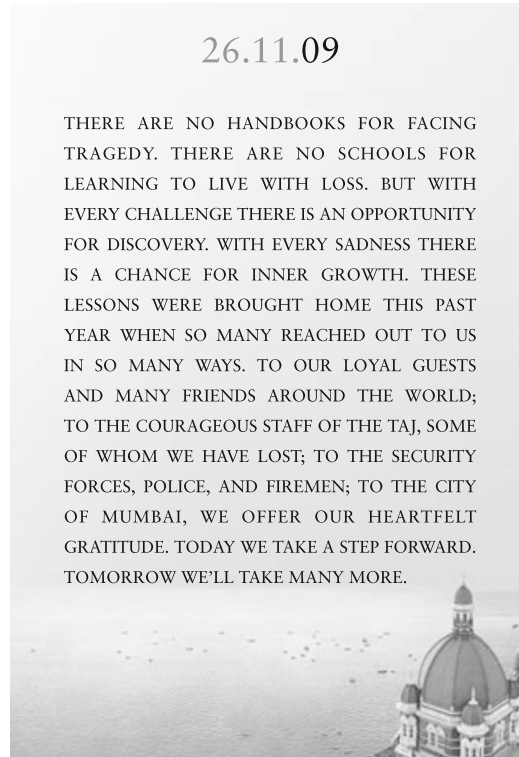 26.11.09
THERE ARE NO HANDBOOKS FOR FACING
TRAGEDY. THERE ARE NO SCHOOLS FOR
LEARNING TO LIVE WITH LOSS. BUT WITH
EVERY CHALLENGE THERE IS AN OPPORTUNITY
FOR DISCOVERY. WITH EVERY SADNESS THERE
IS A CHANCE FOR INNER GROWTH. THESE
LESSONS WERE BROUGHT HOME THIS PAST
YEAR WHEN SO MANY REACHED OUT TO US
IN SO MANY WAYS. TO OUR LOYAL GUESTS
AND MANY FRIENDS AROUND THE WORLD;
TO THE COURAGEOUS STAFF OF THE TAJ, SOME
OF WHOM WE HAVE LOST; TO THE SECURITY
FORCES, POLICE, AND FIREMEN; TO THE CITY
OF MUMBAI, WE OFFER OUR HEARTFELT
GRATITUDE. TODAY WE TAKE A STEP FORWARD.
TOMORROW WE'LL TAKE MANY MORE.